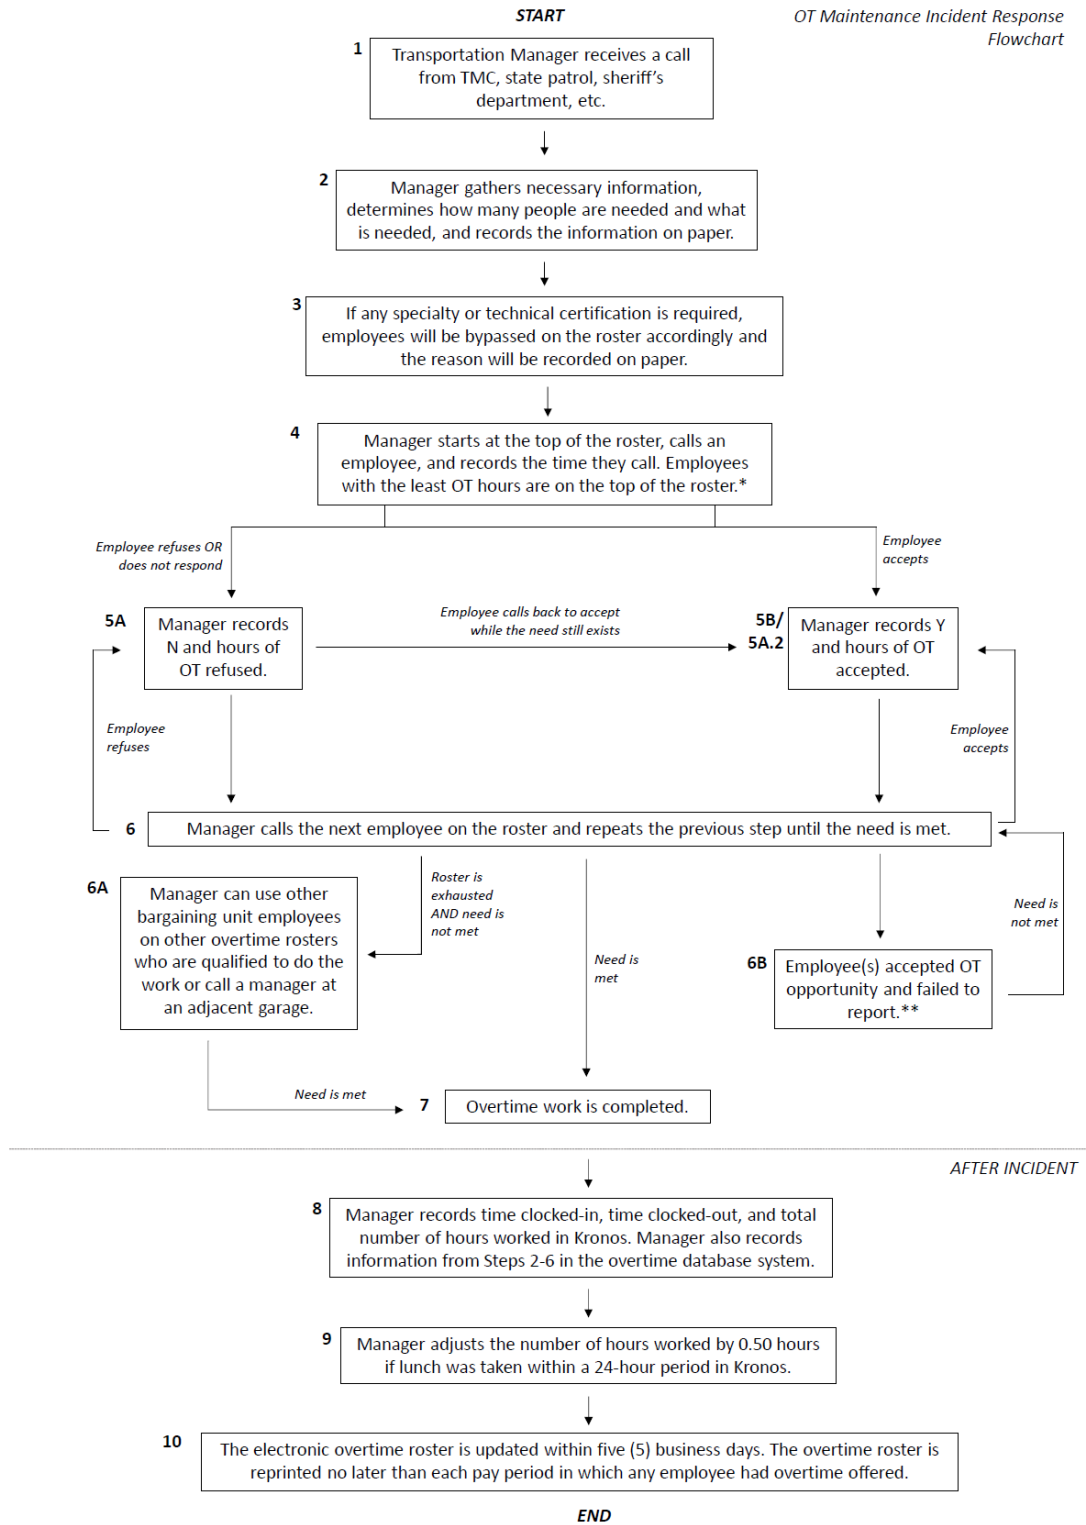 START
OT Maintenance Incident Response
Flowchart
1
Transportation Manager receives a call
from TMC, state patrol, sheriff's
department, etc.
2
Manager gathers necessary information,
determines how many people are needed and what
is needed, and records the information on paper.
3
If any specialty or technical certification is required,
employees will be bypassed on the roster accordingly and
the reason will be recorded on paper.
4
Manager starts at the top of the roster, calls an
employee, and records the time they call. Employees
with the least OT hours are on the top of the roster.*
Employee refuses OR
does not respond
Employee
accepts
5A
Manager records
N and hours of
OT refused.
Employee calls back to accept
while the need still exists
5B/
5A.2
Manager records Y
and hours of OT
accepted.
Employee
refuses
Employee
accepts
6
Manager calls the next employee on the roster and repeats the previous step until the need is met.
6A
Manager can use other
bargaining unit employees
on other overtime rosters
who are qualified to do the
work or call a manager at
an adjacent garage.
Roster is
exhausted
AND need is
not met
Need is
met
Need is
not met
6B
Employee(s) accepted OT
opportunity and failed to
report.**
Need is met
7
Overtime work is completed.
AFTER INCIDENT
8
Manager records time clocked-in, time clocked-out, and total
number of hours worked in Kronos. Manager also records
information from Steps 2-6 in the overtime database system.
9
Manager adjusts the number of hours worked by 0.50 hours
if lunch was taken within a 24-hour period in Kronos.
10
The electronic overtime roster is updated within five (5) business days. The overtime roster is
reprinted no later than each pay period in which any employee had overtime offered.
END